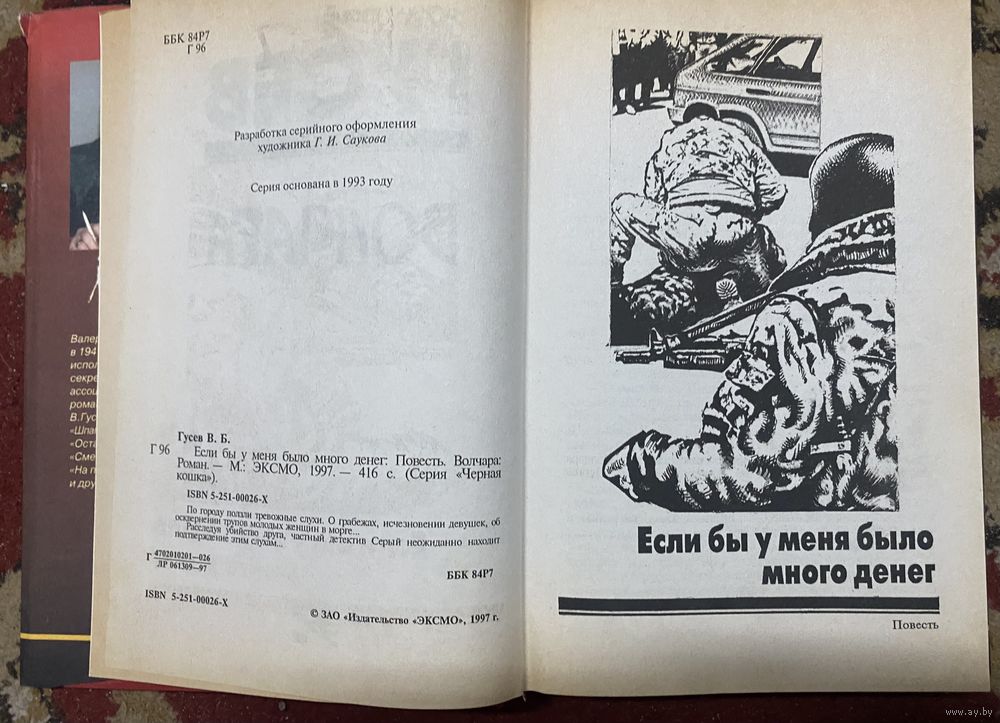 Валер
в 194
испол
секре
ассоц
рома
В.Гус
«Шпа
«Оста
«Сме
«На п
и дру
ББК 84Р7
Г 96
Разработка серийного оформления
художника Г. И. Саукова
Серия основана в 1993 году
Гусев В. Б.
Г 96 Если бы у меня было много денег: Повесть. Волчара:
Роман. — М.: ЭКСМО, 1997. — 416 с. (Серия «Черная
кошка»).
ISBN 5-251-00026-X
По городу ползли тревожные слухи. О грабежах, исчезновении девушек, об
осквернении трупов молодых женщин в морге...
Расследуя убийство друга, частный детектив Серый неожиданно находит
подтверждение этим слухам...
Г 4702010201—026
ЛР 061309—97
ББК 84Р7
ISBN 5-251-00026-X
© ЗАО «Издательство «ЭКСМО», 1997 г.
Если бы у меня было
много денег
Повесть
www.ay.by